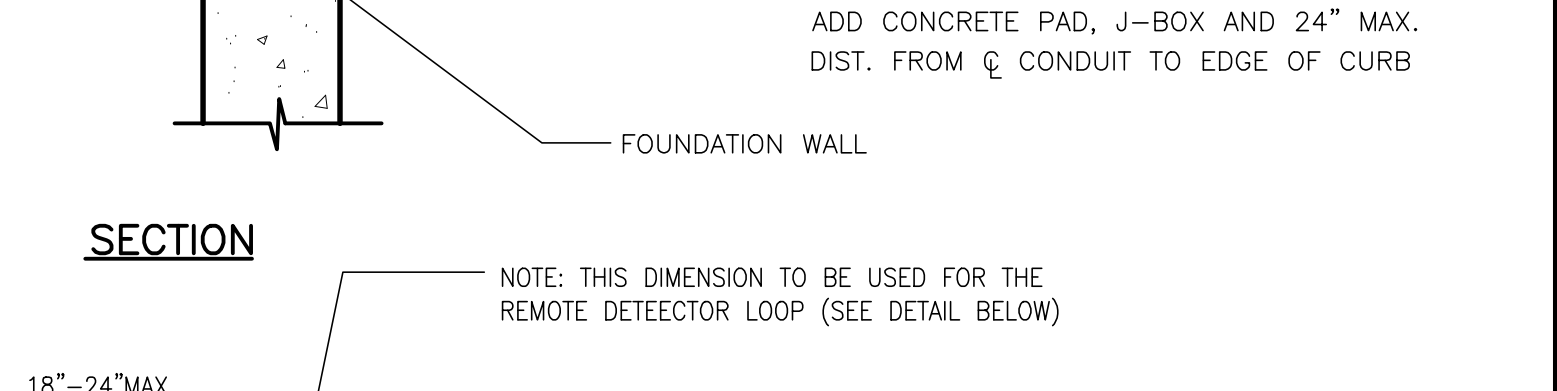 ADD CONCRETE PAD, J-BOX AND 24" MAX.
DIST. FROM ℄ CONDUIT TO EDGE OF CURB
FOUNDATION WALL
SECTION
NOTE: THIS DIMENSION TO BE USED FOR THE
REMOTE DETEECTOR LOOP (SEE DETAIL BELOW)
18"-24"MAX